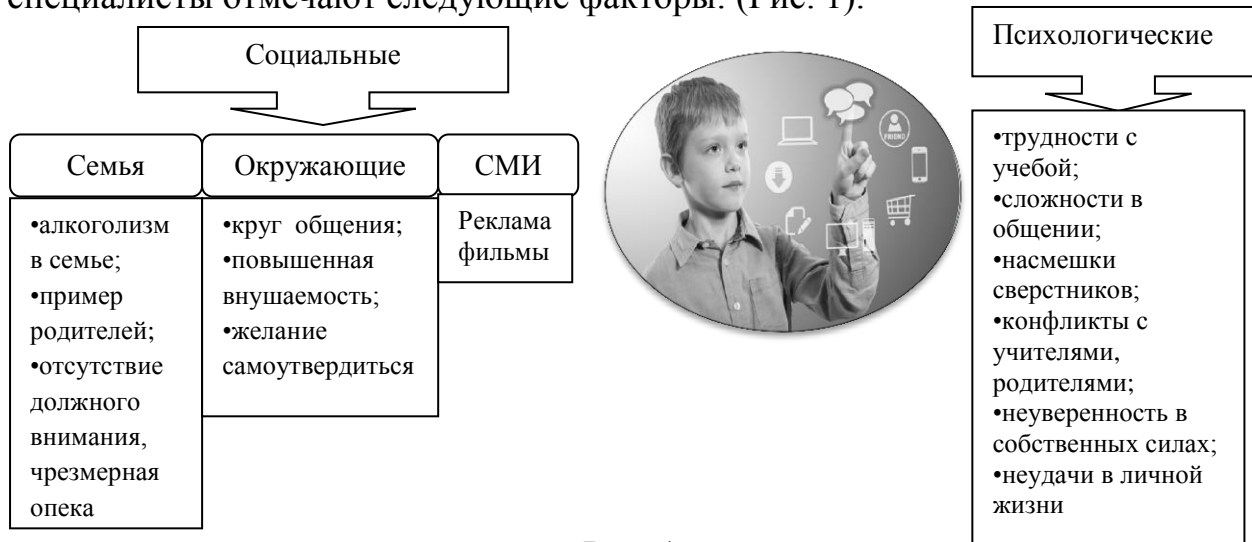 специалисты отмечают следующие факторы: (Рис. 1).
Социальные
Семья
•алкоголизм
в семье;
•пример
родителей;
•отсутствие
должного
внимания,
чрезмерная
опека
Окружающие
•круг общения;
•повышенная
внушаемость;
•желание
самоутвердиться
СМИ
Реклама
фильмы
FRIEND
Психологические
•трудности с
учебой;
•сложности в
общении;
•насмешки
сверстников;
•конфликты с
учителями,
родителями;
•неуверенность в
собственных силах;
•неудачи в личной
жизни